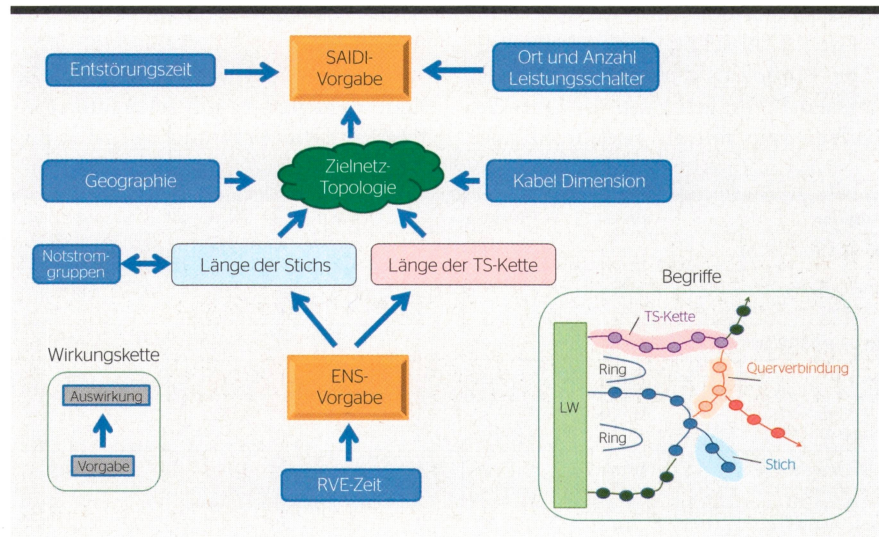 Entstörungszeit
SAIDI-
Vorgabe
Ort und Anzahl
Leistungsschalter
Geographie
Zielnetz-
Topologie
Kabel Dimension
Notstrom-
gruppen
Länge der Stichs
Länge der TS-Kette
Wirkungskette
Auswirkung
Vorgabe
ENS-
Vorgabe
RVE-Zeit
Begriffe
TS-Kette
Ring
Querverbindung
LW
Ring
Stich